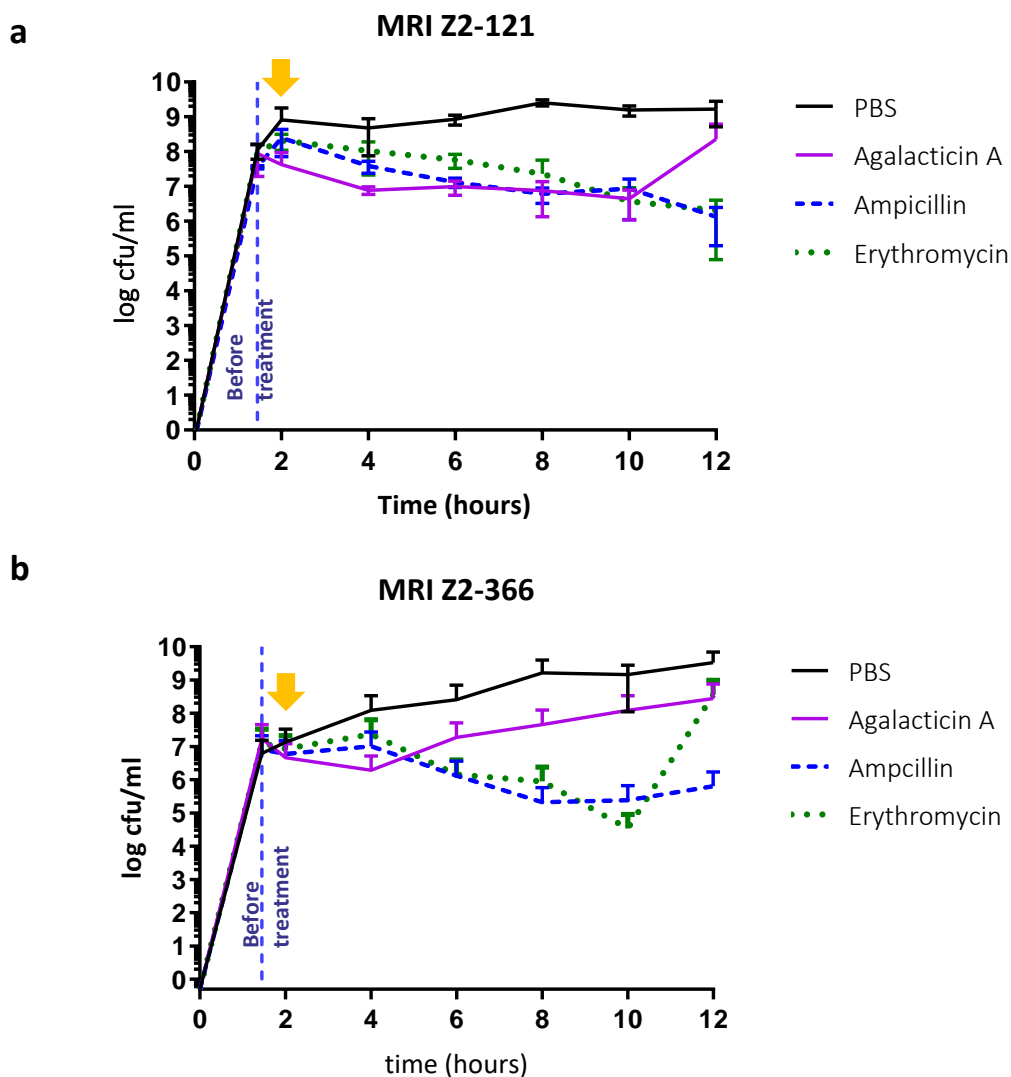 a
MRI Z2-121
10
9
8
7
6
5
4
3
2
1
0
log cfu/ml
Before
treatment
0 2 4 6 8 10 12
Time (hours)
PBS
Agalacticin A
Ampicillin
Erythromycin
b
MRI Z2-366
10
9
8
7
6
5
4
3
2
1
0
log cfu/ml
Before
treatment
0 2 4 6 8 10 12
time (hours)
PBS
Agalacticin A
Ampcillin
Erythromycin